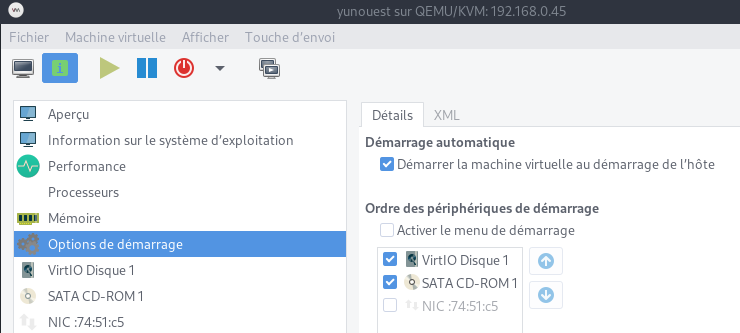 yunouest sur QEMU/KVM: 192.168.0.45
Fichier Machine virtuelle Afficher Touche d'envoi
Aperçu
Information sur le système d'exploitation
Performance
Processeurs
Mémoire
Options de démarrage
VirtIO Disque 1
SATA CD-ROM 1
NIC :74:51:c5
Détails XML
Démarrage automatique
Démarrer la machine virtuelle au démarrage de l'hôte
Ordre des périphériques de démarrage
Activer le menu de démarrage
VirtIO Disque 1
SATA CD-ROM 1
NIC :74:51:c5